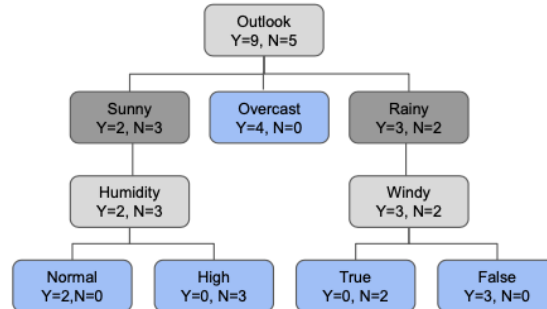 Outlook
Y=9, N=5
Sunny
Y=2, N=3
Overcast
Y=4, N=0
Rainy
Y=3, N=2
Humidity
Y=2, N=3
Windy
Y=3, N=2
Normal
Y=2,N=0
High
Y=0, N=3
True
Y=0, N=2
False
Y=3, N=0